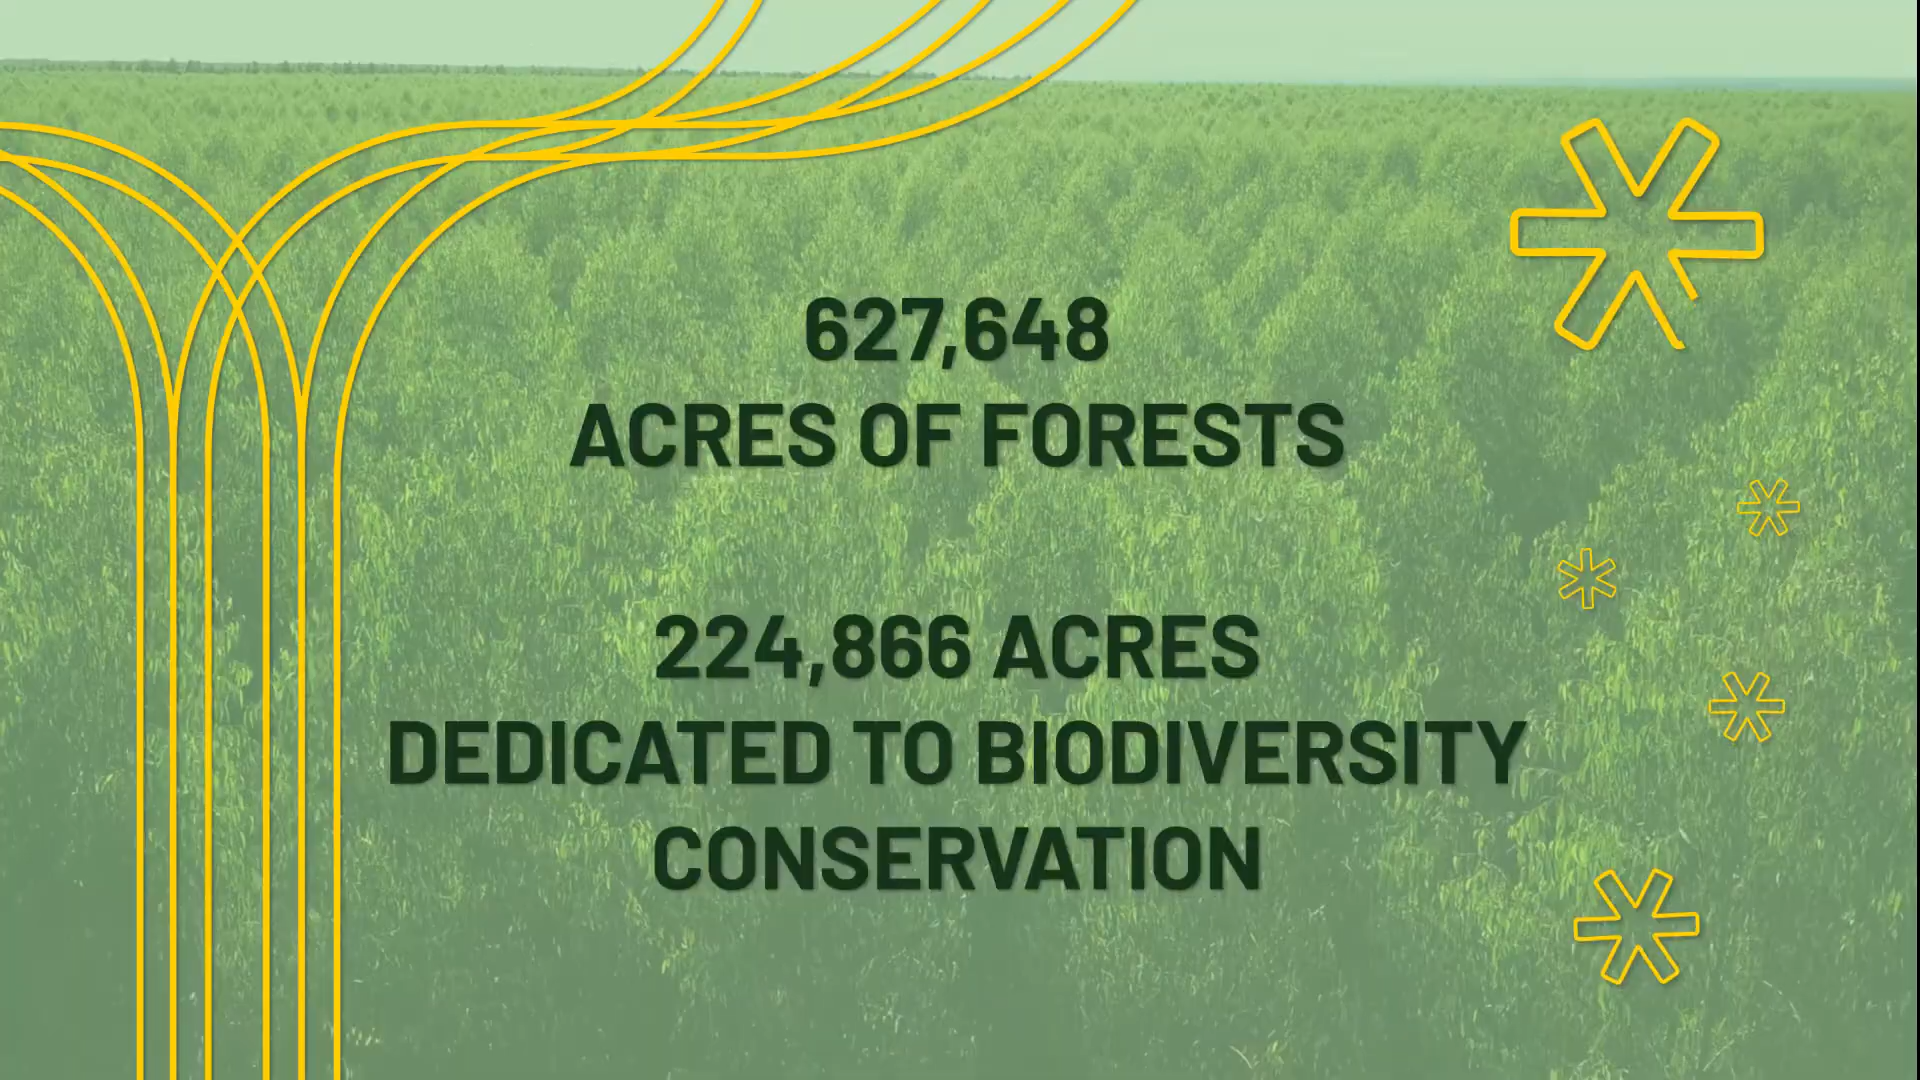 627,648
ACRES OF FORESTS
224,866 ACRES
DEDICATED TO BIODIVERSITY
CONSERVATION